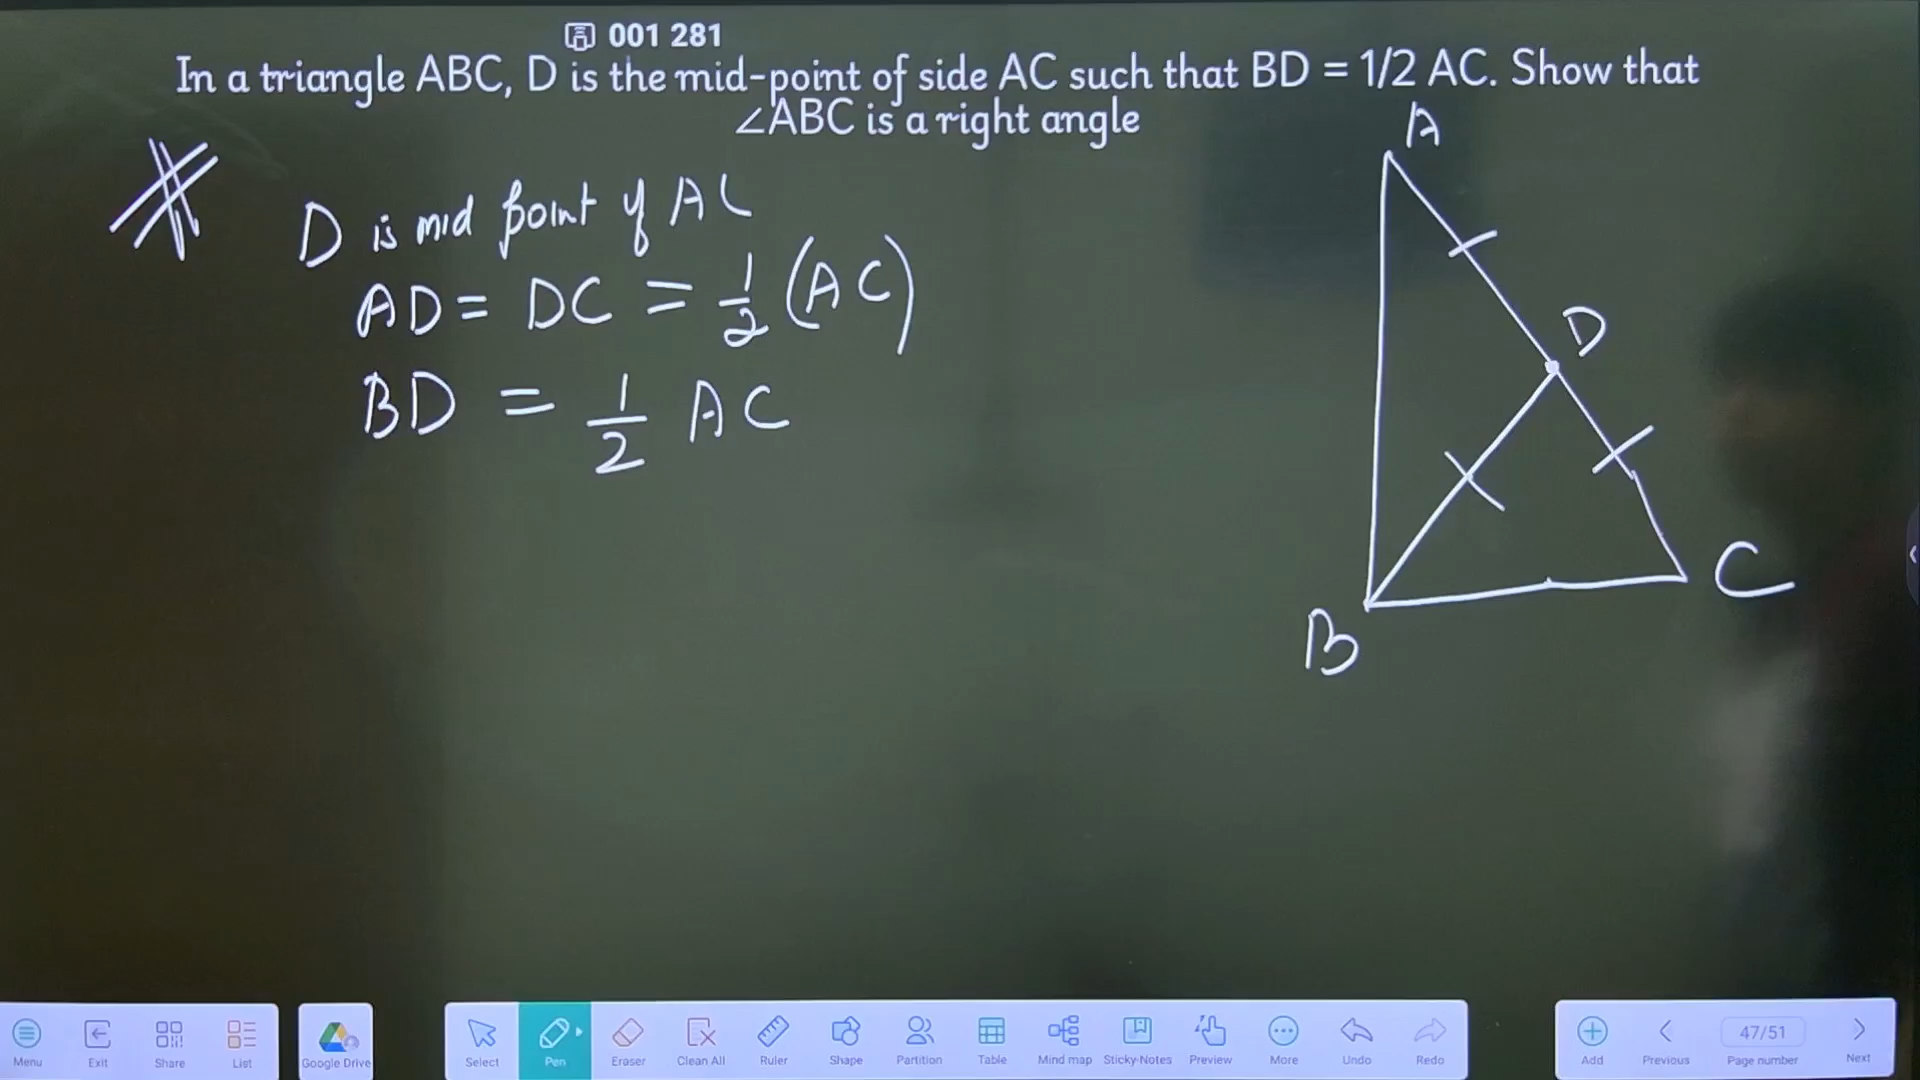 001 281
In a triangle ABC, D is the mid-point of side AC such that BD = 1/2 AC. Show that
∠ABC is a right angle
A
D is mid point of AC
AD = DC = 1/2 (AC)
D
BD = 1/2 AC
C
B
Menu Exit Share List Google Drive Select Pen Eraser Clean All Ruler Shape Partition Table Mind map Sticky-Notes Preview More Undo Redo Add Previous 47/51 Page number Next